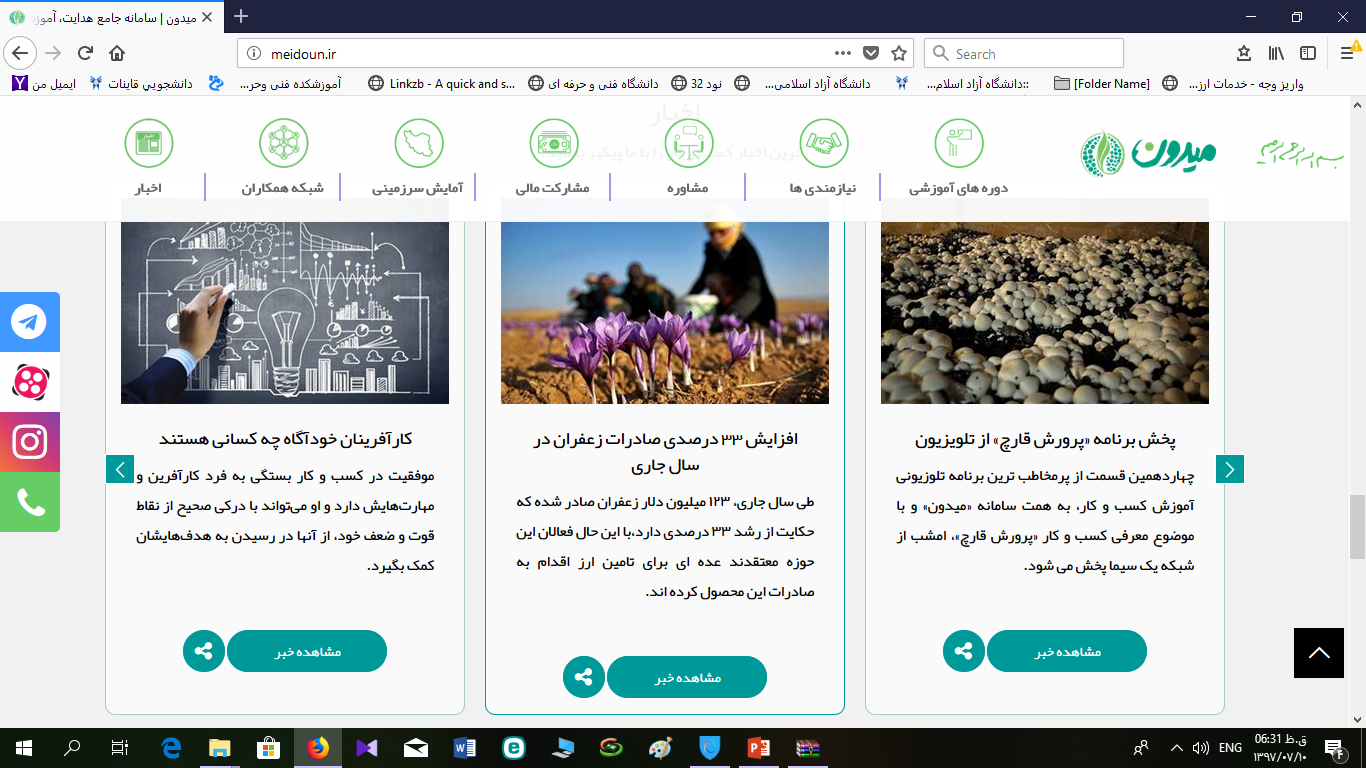 میدون | سامانه جامع هدایت، آموزش
meidoun.ir
Search
ایمیل من
دانشجويي قاينات
آموزشکده فنی وحر...
Linkzb - A quick and s...
دانشگاه فنی و حرفه ای
نود 32
دانشگاه آزاد اسلامی...
::دانشگاه آزاد اسلام...
[Folder Name]
واریز وجه - خدمات ارز...
اخبار
میدون
دوره های آموزشی
نیازمندی ها
مشاوره
مشارکت مالی
آمایش سرزمینی
شبکه همکاران
اخبار
پخش برنامه «پرورش قارچ» از تلویزیون
چهاردهمین قسمت از پرمخاطب ترین برنامه تلوزیونی
آموزش کسب و کار، به همت سامانه «میدون» و با
موضوع معرفی کسب و کار «پرورش قارچ»، امشب از
شبکه یک سیما پخش می شود.
مشاهده خبر
افزایش ۳۳ درصدی صادرات زعفران در
سال جاری
طی سال جاری، ۱۲۳ میلیون دلار زعفران صادر شده که
حکایت از رشد ۳۳ درصدی دارد،با این حال فعالان این
حوزه معتقدند عده ای برای تامین ارز اقدام به
صادرات این محصول کرده اند.
مشاهده خبر
کارآفرینان خودآگاه چه کسانی هستند
موفقیت در کسب و کار بستگی به فرد کارآفرین و
مهارت‌هایش دارد و او می‌تواند با درکی صحیح از نقاط
قوت و ضعف خود، از آنها در رسیدن به هدف‌هایشان
کمک بگیرد.
مشاهده خبر
ENG
06:31 ق.ظ
۱۳۹۷/۰۷/۱۰